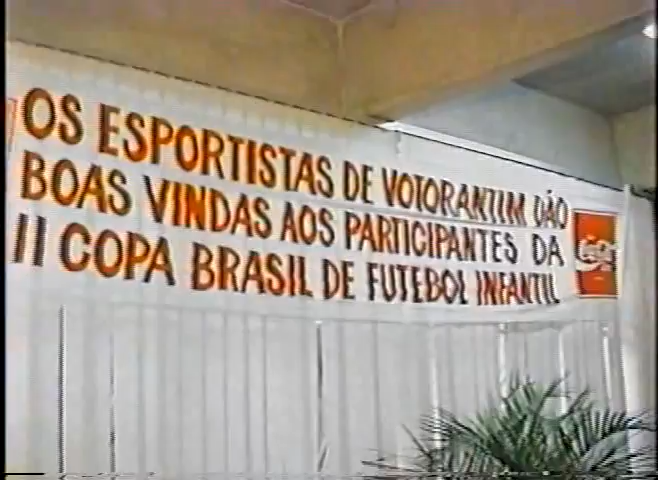 OS ESPORTISTAS DE VOTORANTIM DÃO
BOAS VINDAS AOS PARTICIPANTES DA
II COPA BRASIL DE FUTEBOL INFANTIL